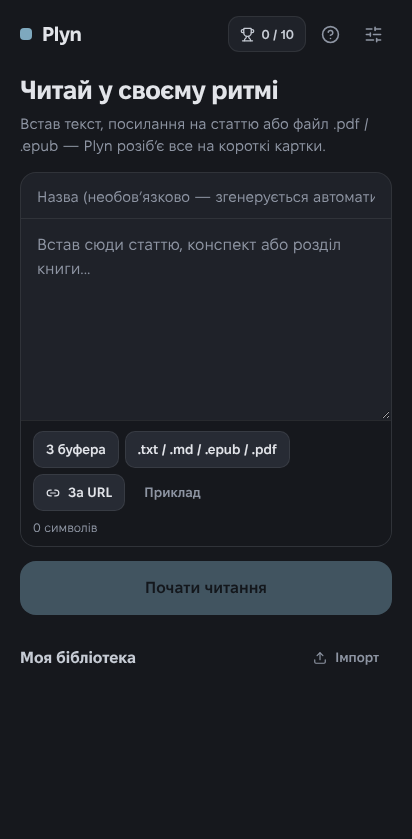 Plyn
0 / 10
Читай у своєму ритмі
Встав текст, посилання на статтю або файл .pdf /
.epub — Plyn розіб’є все на короткі картки.
Назва (необов’язково — згенерується автомати
Встав сюди статтю, конспект або розділ
книги…
З буфера
.txt / .md / .epub / .pdf
За URL
Приклад
0 символів
Почати читання
Моя бібліотека
Імпорт